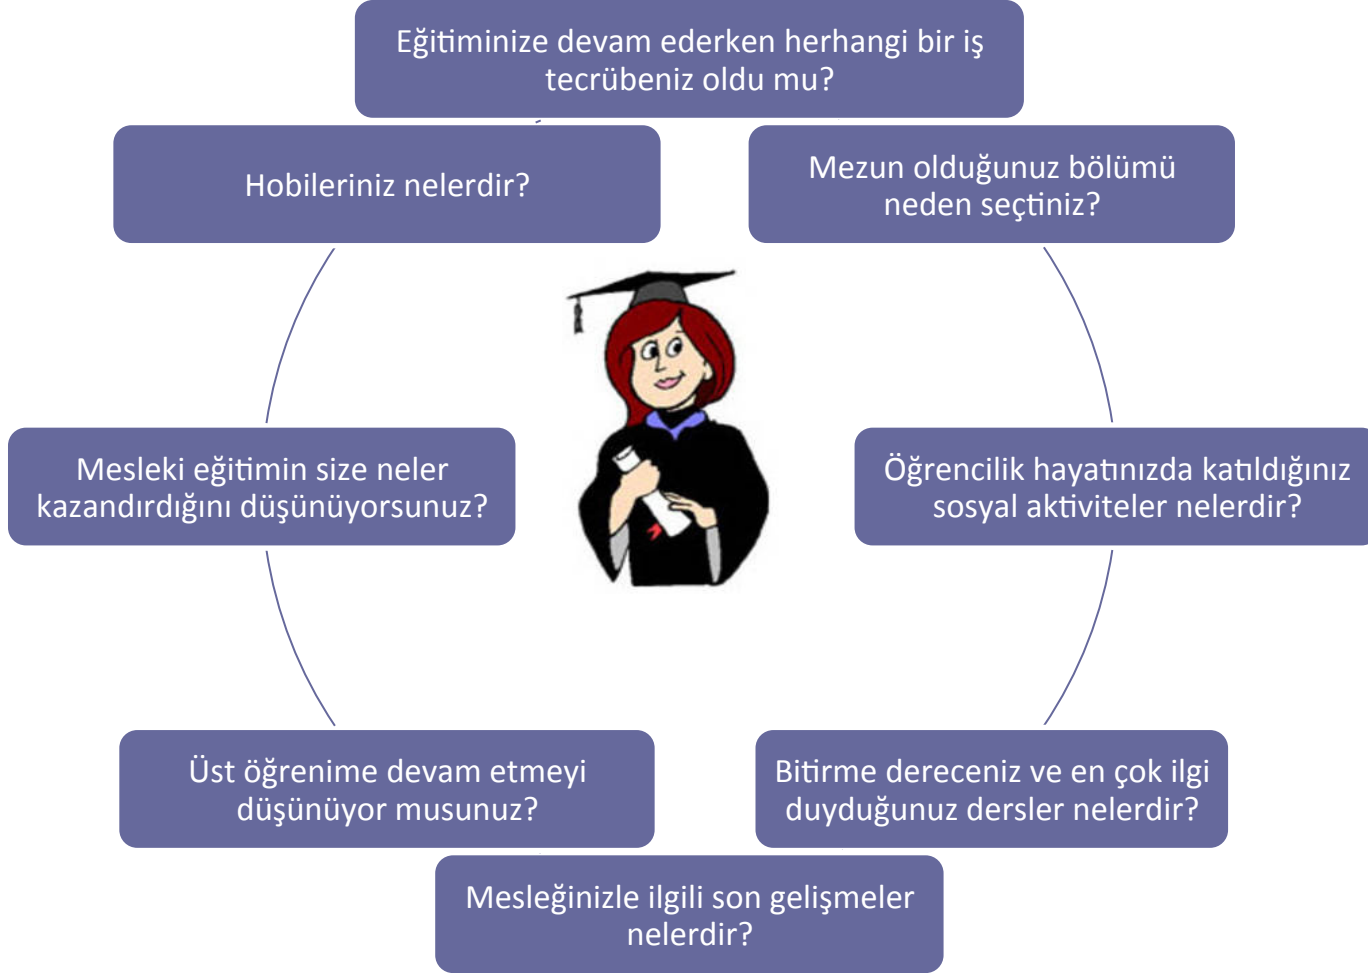 Eğitiminize devam ederken herhangi bir iş
tecrübeniz oldu mu?
Hobileriniz nelerdir?
Mezun olduğunuz bölümü
neden seçtiniz?
Mesleki eğitimin size neler
kazandırdığını düşünüyorsunuz?
Öğrencilik hayatınızda katıldığınız
sosyal aktiviteler nelerdir?
Üst öğrenime devam etmeyi
düşünüyor musunuz?
Bitirme dereceniz ve en çok ilgi
duyduğunuz dersler nelerdir?
Mesleğinizle ilgili son gelişmeler
nelerdir?